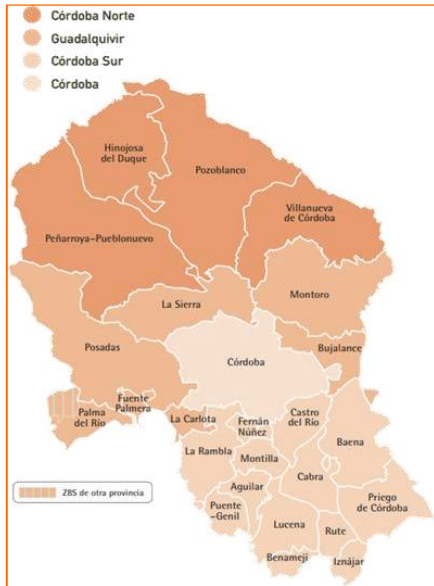 Córdoba Norte
Guadalquivir
Córdoba Sur
Córdoba
Hinojosa
del Duque
Pozoblanco
Villanueva
de Córdoba
Peñarroya-Pueblonuevo
La Sierra
Montoro
Posadas
Córdoba
Bujalance
Fuente
Palmera
Palma
del Río
La Carlota
Fernán
Núñez
Castro
del Río
Baena
La Rambla
Montilla
Cabra
Aguilar
Priego
de Córdoba
Puente
-Genil
Lucena
Rute
Benamejí
Iznájar
ZBS de otra provincia